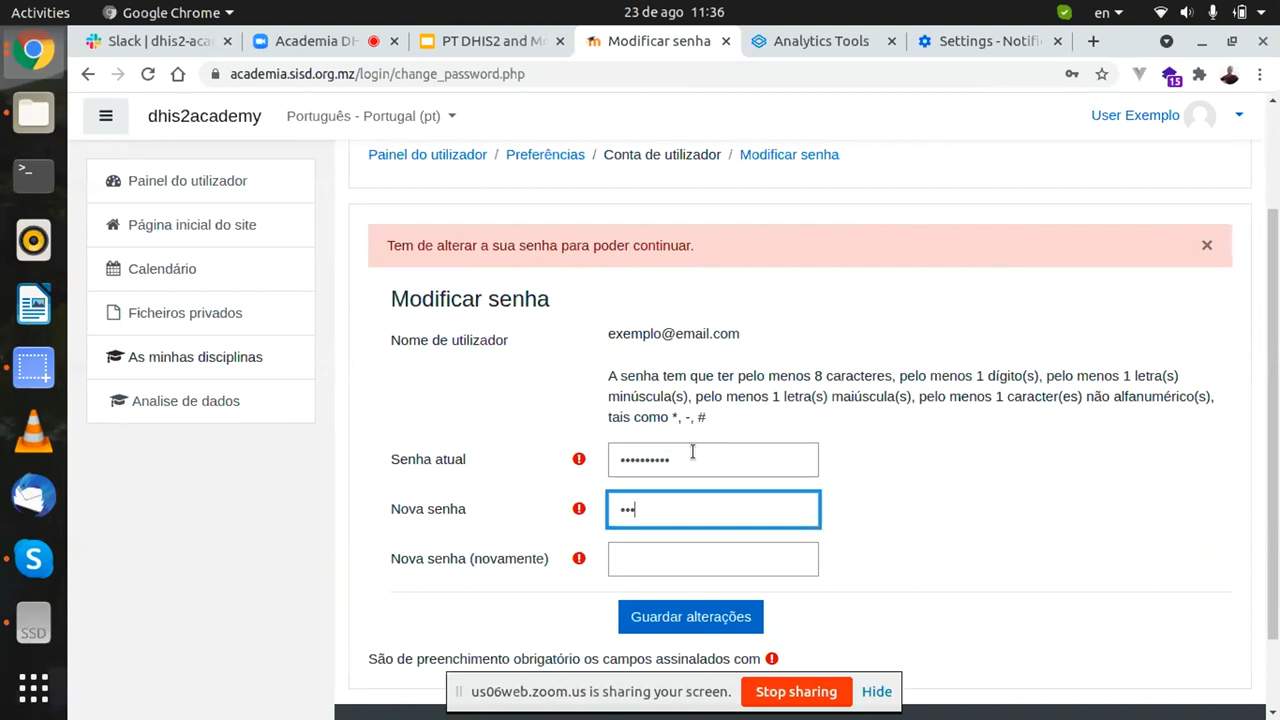 Activities
Google Chrome
23 de ago 11:36
en
Slack | dhis2-aca
Academia DH
PT DHIS2 and M
Modificar senha
Analytics Tools
Settings - Notifi
academia.sisd.org.mz/login/change_password.php
15
dhis2academy
Português - Portugal (pt)
User Exemplo
Painel do utilizador / Preferências / Conta de utilizador / Modificar senha
Painel do utilizador
Página inicial do site
Calendário
Ficheiros privados
As minhas disciplinas
Analise de dados
Tem de alterar a sua senha para poder continuar.
Modificar senha
Nome de utilizador
exemplo@email.com
A senha tem que ter pelo menos 8 caracteres, pelo menos 1 dígito(s), pelo menos 1 letra(s)
minúscula(s), pelo menos 1 letra(s) maiúscula(s), pelo menos 1 caracter(es) não alfanumérico(s),
tais como *, -, #
Senha atual
Nova senha
Nova senha (novamente)
Guardar alterações
São de preenchimento obrigatório os campos assinalados com
us06web.zoom.us is sharing your screen.
Stop sharing
Hide
SSD